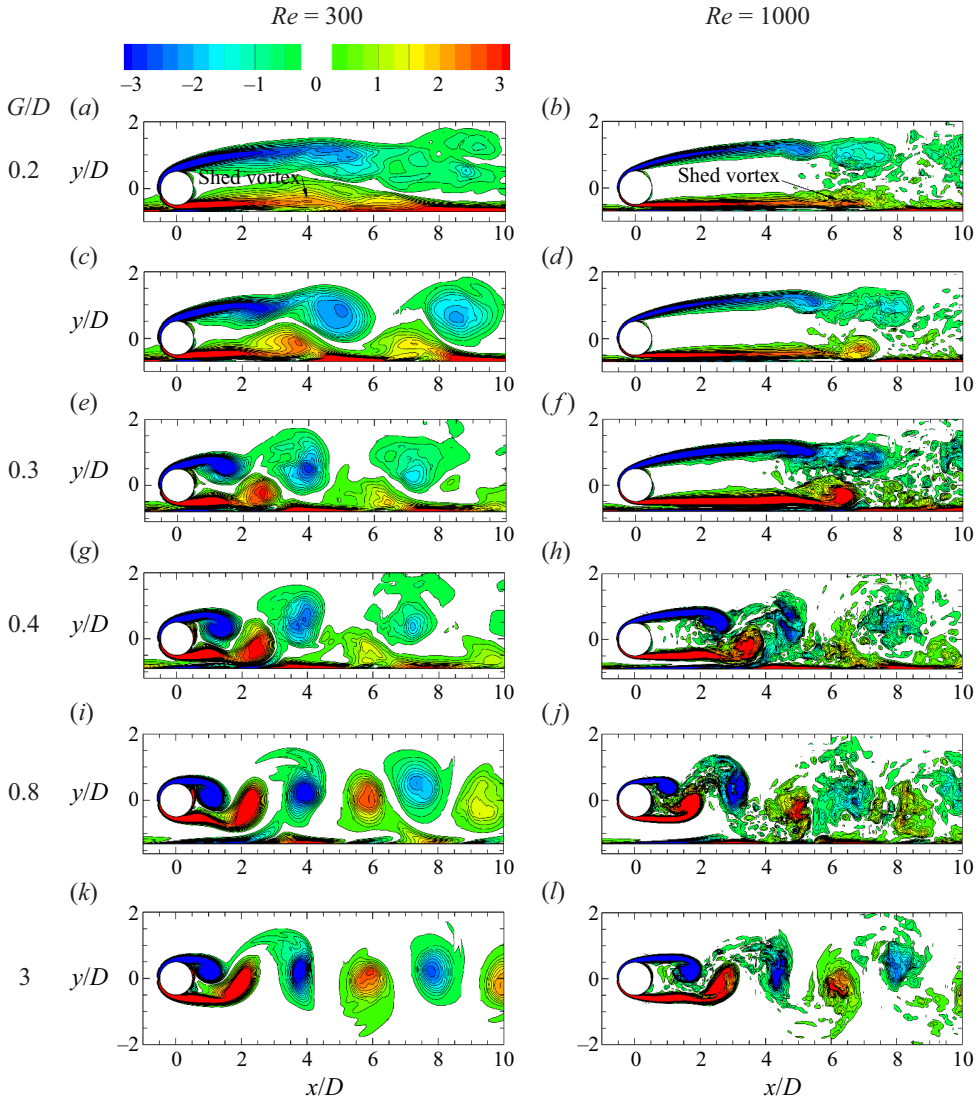 Re = 300 Re = 1000
–3 –2 –1 0 1 2 3
G/D (a) (b)
2
0.2 y/D 0 Shed vortex 0 Shed vortex
0 2 4 6 8 10 0 2 4 6 8 10
(c) (d)
2 2
y/D 0 0
0 2 4 6 8 10 0 2 4 6 8 10
(e) (f)
2 2
0.3 y/D 0 0
0 2 4 6 8 10 0 2 4 6 8 10
(g) (h)
2 2
0.4 y/D 0 0
0 2 4 6 8 10 0 2 4 6 8 10
(i) (j)
2 2
0.8 y/D 0 0
0 2 4 6 8 10 0 2 4 6 8 10
(k) (l)
2 2
3 y/D 0 0
–2 –2
0 2 4 6 8 10 0 2 4 6 8 10
x/D x/D